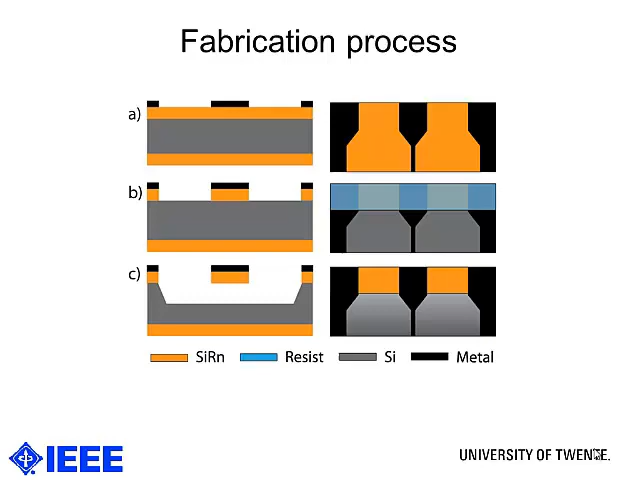 Fabrication process
a)
b)
c)
SiRn Resist Si Metal
IEEE
UNIVERSITY OF TWENTE.